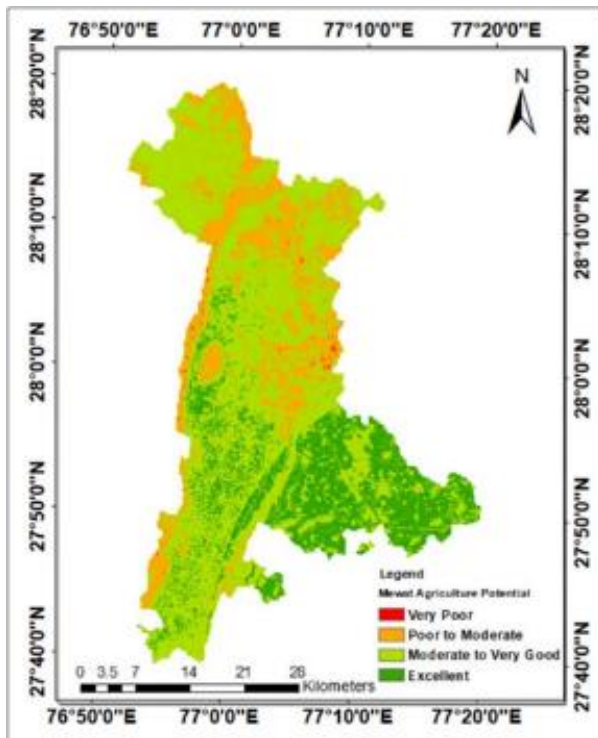 76°50'0"E 77°0'0"E 77°10'0"E 77°20'0"E
N
28°20'0"N 28°20'0"N
28°10'0"N 28°10'0"N
28°0'0"N 28°0'0"N
27°50'0"N 27°50'0"N
27°40'0"N 27°40'0"N
Legend
Mewat Agriculture Potential
Very Poor
Poor to Moderate
Moderate to Very Good
Excellent
0 3.5 7 14 21 28
Kilometers
76°50'0"E 77°0'0"E 77°10'0"E 77°20'0"E